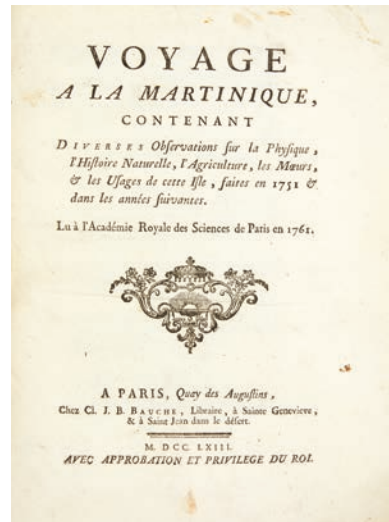 VOYAGE
A LA MARTINIQUE,
CONTENANT
DIVERSES Obſervations ſur la Phyſique,
l'Hiſtoire Naturelle, l'Agriculture, les Mœurs,
& les Uſages de cette Iſle, faites en 1751 &
dans les années ſuivantes.
Lu à l'Académie Royale des Sciences de Paris en 1761.
A PARIS, Quay des Auguſtins,
Chez Cl. J. B. BAUCHE, Libraire, à Sainte Genevieve,
& à Saint Jean dans le déſert.
M. DCC. LXIII.
AVEC APPROBATION ET PRIVILEGE DU ROI.